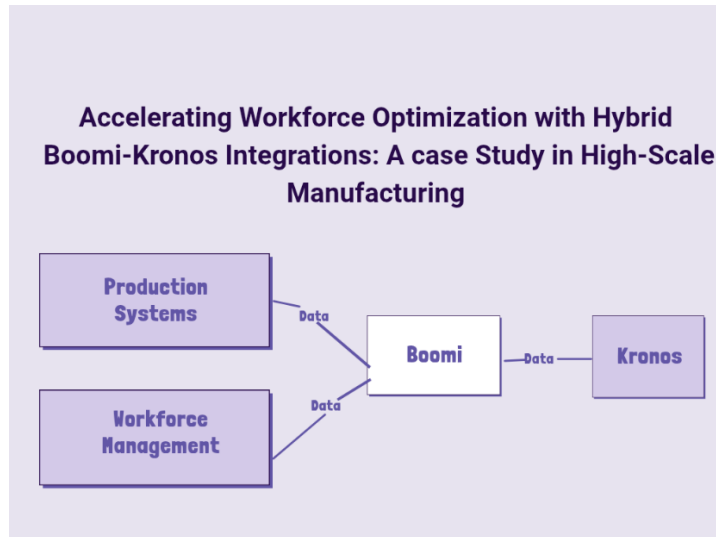 Accelerating Workforce Optimization with Hybrid
Boomi-Kronos Integrations: A case Study in High-Scale
Manufacturing
Production
Systems
Data
Boomi
Data
Kronos
Data
Workforce
Management